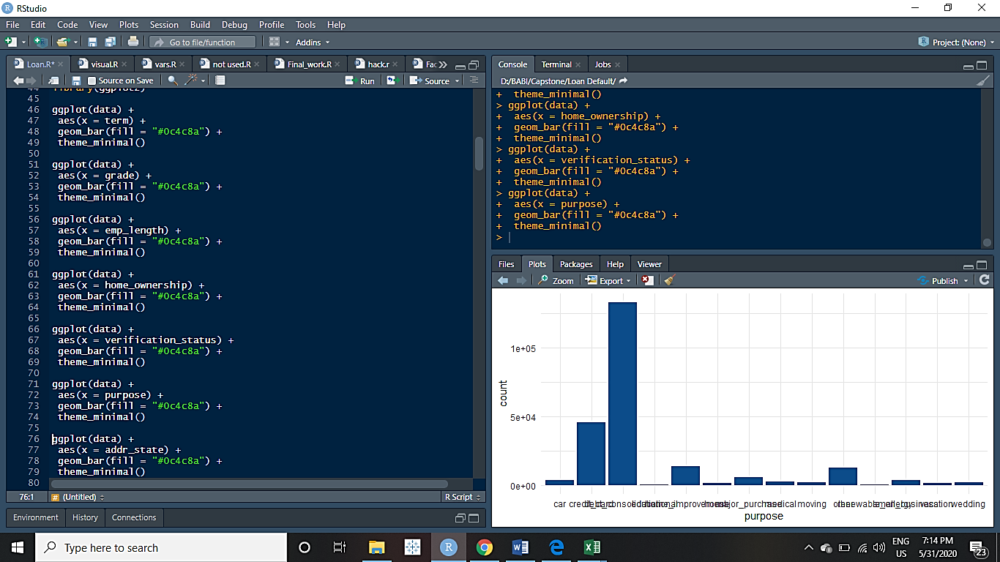 RStudio
File Edit Code View Plots Session Build Debug Profile Tools Help
Go to file/function Addins Project: (None)
Loan.R* visual.R vars.R not used.R Final_work.R hack.r Fac
Source on Save Run Source
44 library(ggplot2)
45
46 ggplot(data) +
47 aes(x = term) +
48 geom_bar(fill = "#0c4c8a") +
49 theme_minimal()
50
51 ggplot(data) +
52 aes(x = grade) +
53 geom_bar(fill = "#0c4c8a") +
54 theme_minimal()
55
56 ggplot(data) +
57 aes(x = emp_length) +
58 geom_bar(fill = "#0c4c8a") +
59 theme_minimal()
60
61 ggplot(data) +
62 aes(x = home_ownership) +
63 geom_bar(fill = "#0c4c8a") +
64 theme_minimal()
65
66 ggplot(data) +
67 aes(x = verification_status) +
68 geom_bar(fill = "#0c4c8a") +
69 theme_minimal()
70
71 ggplot(data) +
72 aes(x = purpose) +
73 geom_bar(fill = "#0c4c8a") +
74 theme_minimal()
75
76 ggplot(data) +
77 aes(x = addr_state) +
78 geom_bar(fill = "#0c4c8a") +
79 theme_minimal()
80
76:1 # (Untitled) R Script
Environment History Connections
Console Terminal Jobs
D:/BABI/Capstone/Loan Default/
+ theme_minimal()
> ggplot(data) +
+ aes(x = home_ownership) +
+ geom_bar(fill = "#0c4c8a") +
+ theme_minimal()
> ggplot(data) +
+ aes(x = verification_status) +
+ geom_bar(fill = "#0c4c8a") +
+ theme_minimal()
> ggplot(data) +
+ aes(x = purpose) +
+ geom_bar(fill = "#0c4c8a") +
+ theme_minimal()
>
Files Plots Packages Help Viewer
Zoom Export Publish
count
1e+05
5e+04
0e+00
car credit_card debt_consolidation home_improvement house major_purchase medical moving other renewable_energy small_business vacation wedding
purpose
Type here to search
ENG
US
7:14 PM
5/31/2020
23